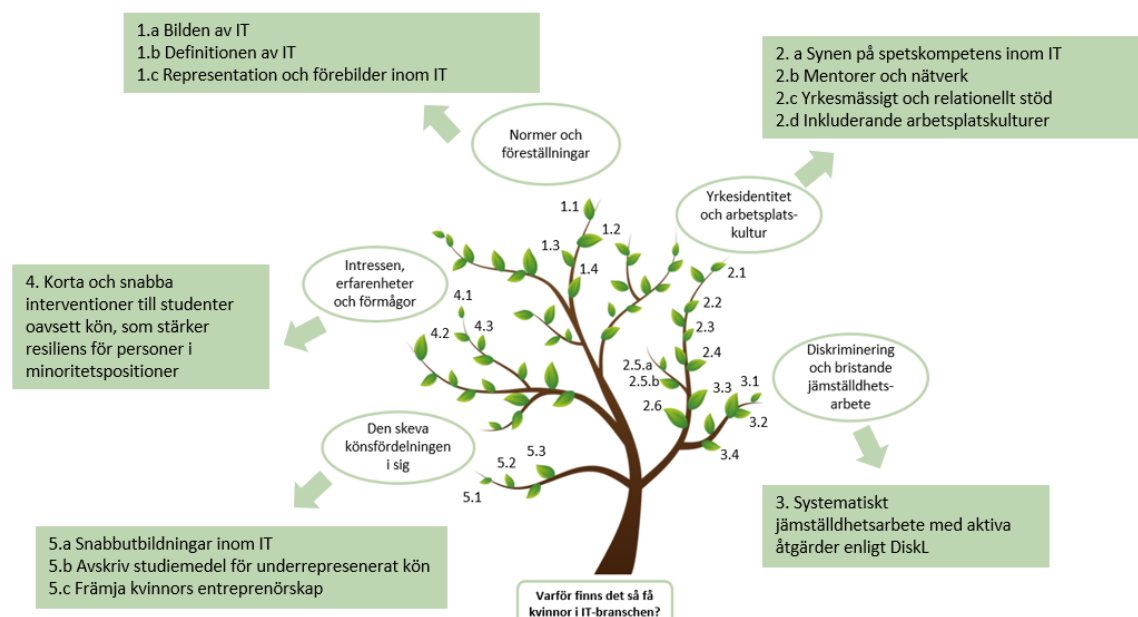 1.a Bilden av IT
1.b Definitionen av IT
1.c Representation och förebilder inom IT
2. a Synen på spetskompetens inom IT
2.b Mentorer och nätverk
2.c Yrkesmässigt och relationellt stöd
2.d Inkluderande arbetsplatskulturer
Normer och
föreställningar
Yrkesidentitet
och arbetsplats-
kultur
1.1
1.2
1.3
1.4
2.1
Intressen,
erfarenheter
och förmågor
4. Korta och snabba
interventioner till studenter
oavsett kön, som stärker
resiliens för personer i
minoritetspositioner
4.1
4.2
4.3
2.2
2.3
2.4
2.5.a
2.5.b
2.6
Diskriminering
och bristande
jämställdhets-
arbete
3.3
3.1
3.2
3.4
Den skeva
könsfördelningen
i sig
5.3
5.2
5.1
3. Systematiskt
jämställdhetsarbete med aktiva
åtgärder enligt DiskL
5.a Snabbutbildningar inom IT
5.b Avskriv studiemedel för underrepresenerat kön
5.c Främja kvinnors entreprenörskap
Varför finns det så få
kvinnor i IT-branschen?